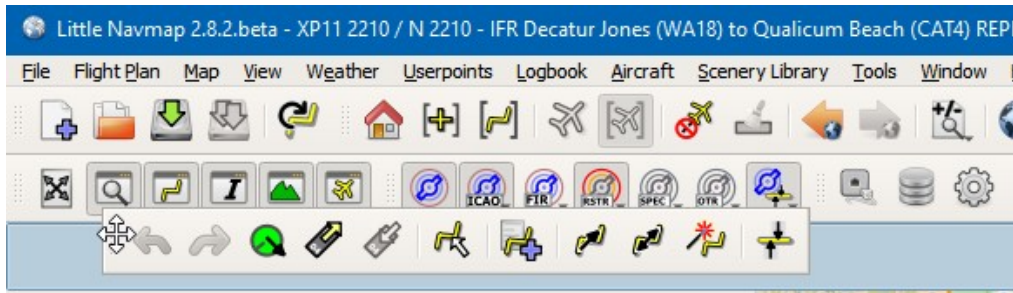 Little Navmap 2.8.2.beta - XP11 2210 / N 2210 - IFR Decatur Jones (WA18) to Qualicum Beach (CAT4) REP
File Flight Plan Map View Weather Userpoints Logbook Aircraft Scenery Library Tools Window
+/-
I ICAO FIR RSTR SPEC OTR